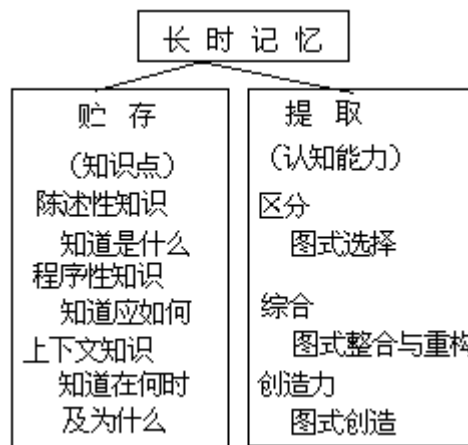 长时记忆
贮存
（知识点）
陈述性知识
知道是什么
程序性知识
知道应如何
上下文知识
知道在何时
及为什么
提取
（认知能力）
区分
图式选择
综合
图式整合与重构
创造力
图式创造